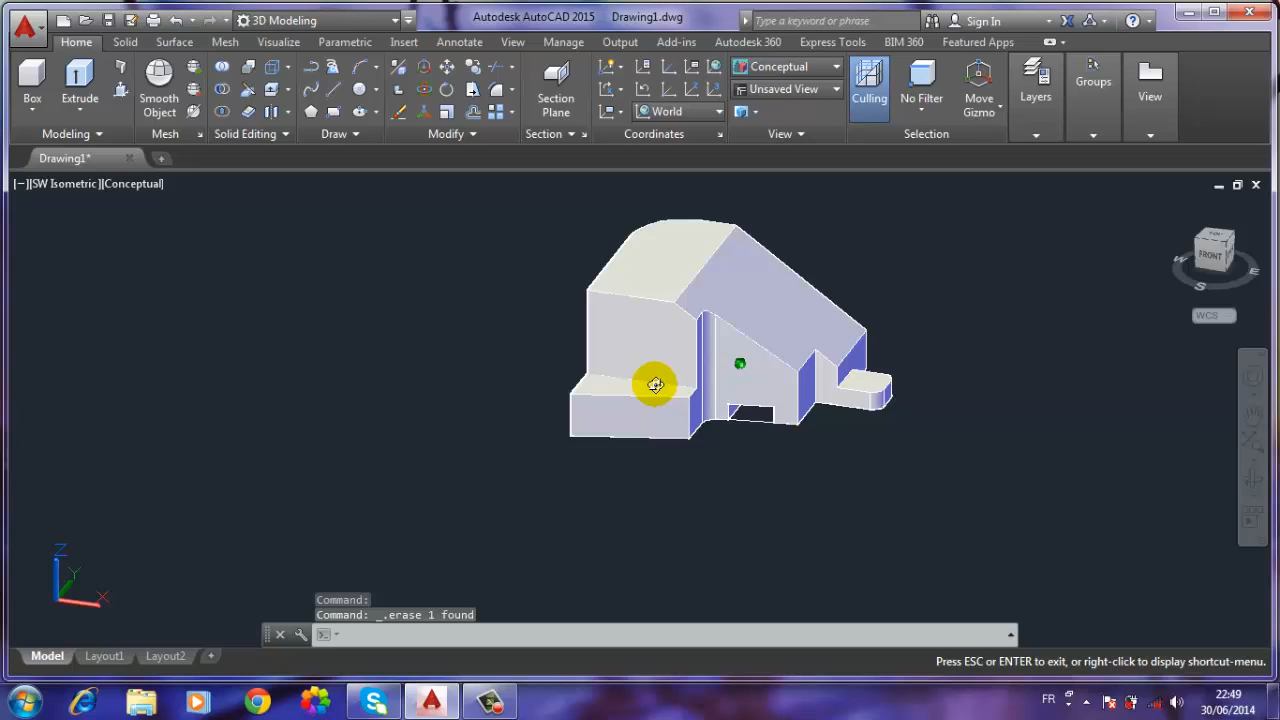 3D Modeling
Autodesk AutoCAD 2015 Drawing1.dwg
Type a keyword or phrase
Sign In
Home Solid Surface Mesh Visualize Parametric Insert Annotate View Manage Output Add-ins Autodesk 360 Express Tools BIM 360 Featured Apps
Box
Extrude
Smooth
Object
Section
Plane
Conceptual
Unsaved View
World
Culling
No Filter
Move
Gizmo
Layers
Groups
View
Modeling
Mesh
Solid Editing
Draw
Modify
Section
Coordinates
View
Selection
Drawing1*
[−][SW Isometric][Conceptual]
TOP
FRONT
W
S
E
WCS
Z
Y
X
Command:
Command: _.erase 1 found
Model Layout1 Layout2
Press ESC or ENTER to exit, or right-click to display shortcut-menu.
FR
22:49
30/06/2014